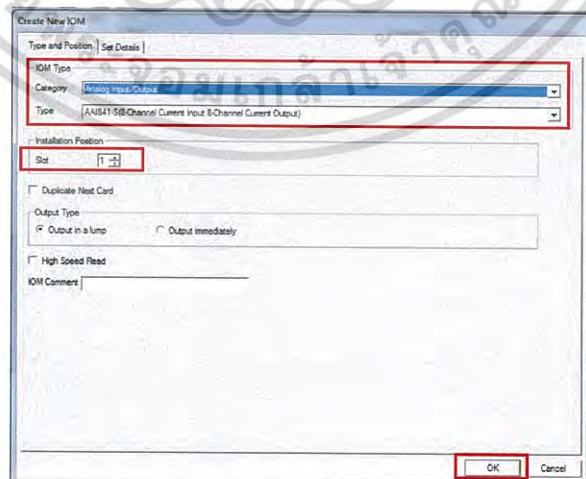 Create New IOM
Type and Position Set Details
IOM Type
Category Analog Input/Output
Type AAI841-S(8-Channel Current Input 8-Channel Current Output)
Installation Position
Slot 1
Duplicate Next Card
Output Type
Output in a lump Output immediately
High Speed Read
IOM Comment
OK Cancel